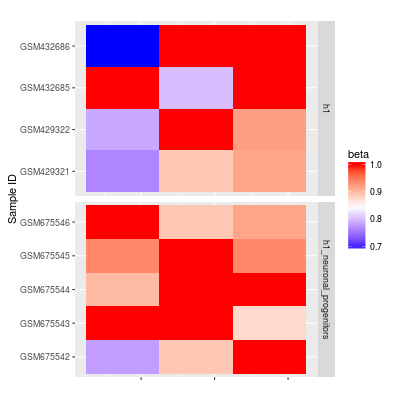 GSM432686
GSM432685
GSM429322
GSM429321
h1
GSM675546
GSM675545
GSM675544
GSM675543
GSM675542
h1_neuronal_progenitors
Sample ID
beta
1.0
0.9
0.8
0.7